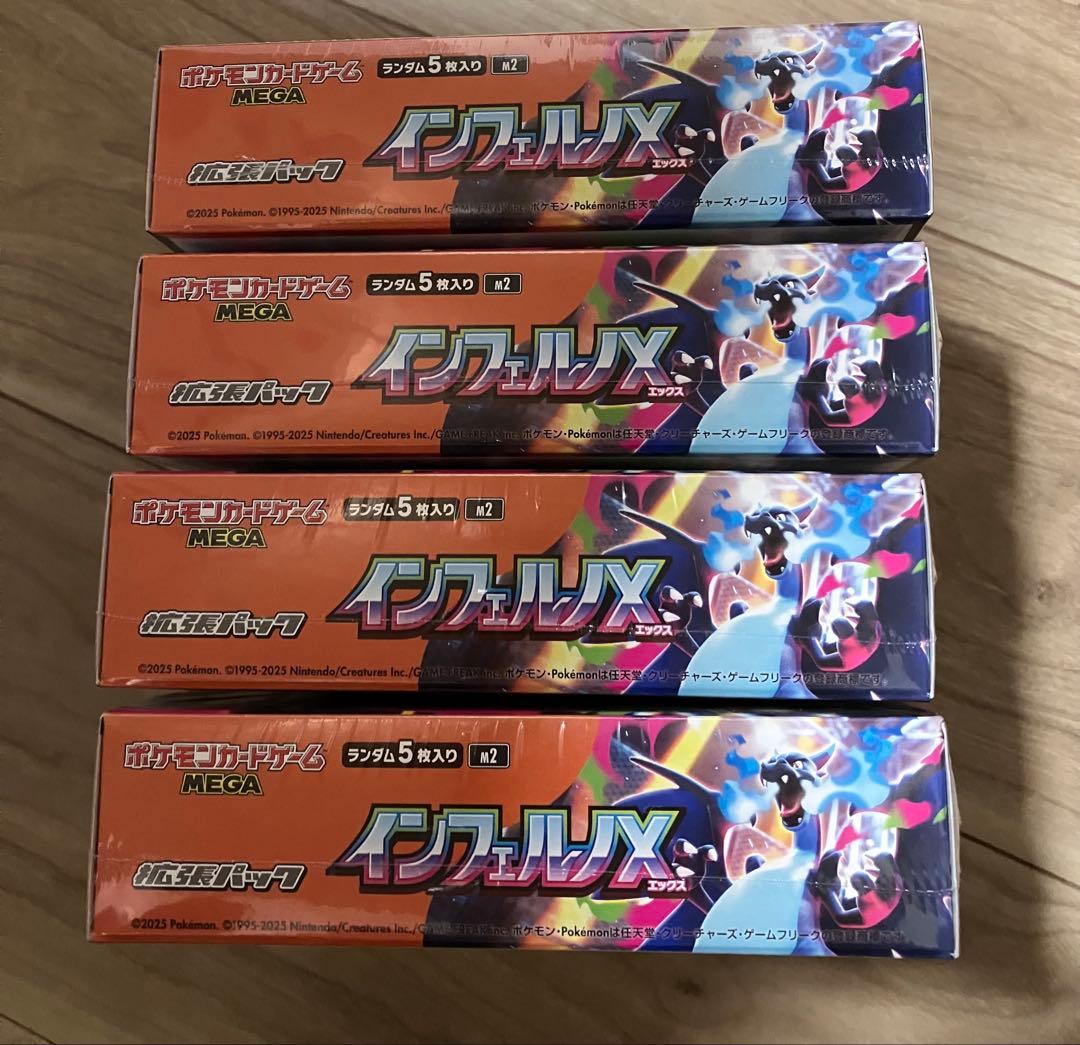 ポケモンカードゲーム
MEGA
ランダム5枚入り M2
インフェルノX
エックス
拡張パック
©2025 Pokémon. ©1995-2025 Nintendo/Creatures Inc./GAME FREAK inc. ポケモン・Pokémonは任天堂・クリーチャーズ・ゲームフリークの登録商標です。
ポケモンカードゲーム
MEGA
ランダム5枚入り M2
インフェルノX
エックス
拡張パック
©2025 Pokémon. ©1995-2025 Nintendo/Creatures Inc./GAME FREAK inc. ポケモン・Pokémonは任天堂・クリーチャーズ・ゲームフリークの登録商標です。
ポケモンカードゲーム
MEGA
ランダム5枚入り M2
インフェルノX
エックス
拡張パック
©2025 Pokémon. ©1995-2025 Nintendo/Creatures Inc./GAME FREAK inc. ポケモン・Pokémonは任天堂・クリーチャーズ・ゲームフリークの登録商標です。
ポケモンカードゲーム
MEGA
ランダム5枚入り M2
インフェルノX
エックス
拡張パック
©2025 Pokémon. ©1995-2025 Nintendo/Creatures Inc./GAME FREAK inc. ポケモン・Pokémonは任天堂・クリーチャーズ・ゲームフリークの登録商標です。